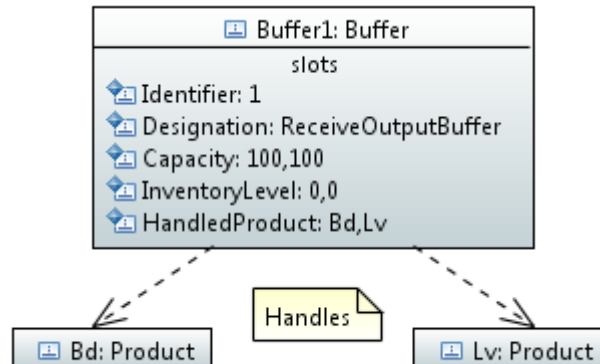 Buffer1: Buffer
slots
Identifier: 1
Designation: ReceiveOutputBuffer
Capacity: 100,100
InventoryLevel: 0,0
HandledProduct: Bd,Lv
Handles
Bd: Product
Lv: Product